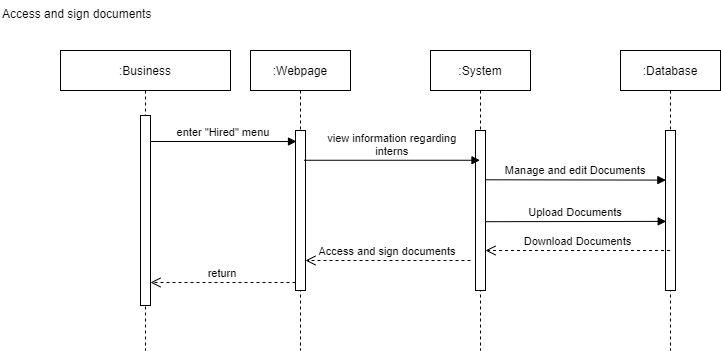 Access and sign documents
:Business
:Webpage
:System
:Database
enter "Hired" menu
view information regarding
interns
Manage and edit Documents
Upload Documents
Download Documents
Access and sign documents
return